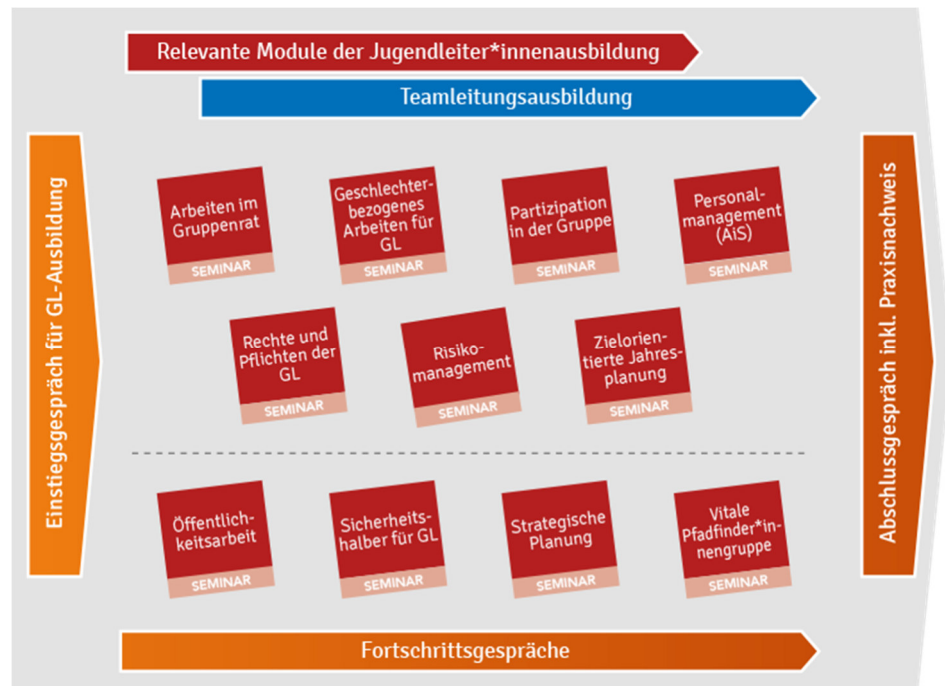 Relevante Module der Jugendleiter*innenausbildung
Teamleitungsausbildung
Einstiegsgespräch für GL-Ausbildung
Arbeiten im
Gruppenrat
SEMINAR
Geschlechter-
bezogenes
Arbeiten für
GL
SEMINAR
Partizipation
in der Gruppe
SEMINAR
Personal-
management
(AiS)
SEMINAR
Rechte und
Pflichten der
GL
SEMINAR
Risiko-
management
SEMINAR
Zielorien-
tierte Jahres-
planung
SEMINAR
Öffentlich-
keitsarbeit
SEMINAR
Sicherheits-
halber für GL
SEMINAR
Strategische
Planung
SEMINAR
Vitale
Pfadfinder*in-
nengruppe
SEMINAR
Abschlussgespräch inkl. Praxisnachweis
Fortschrittsgespräche